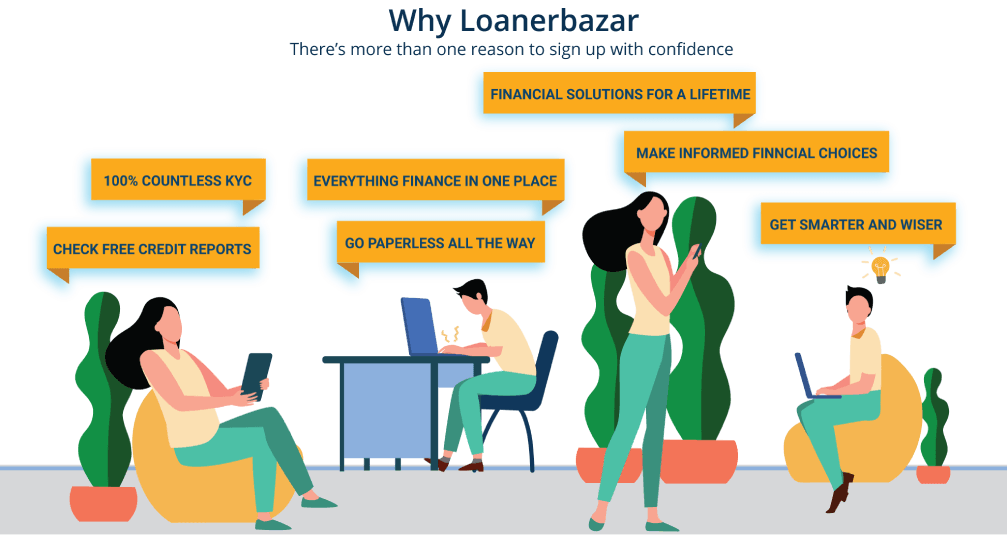 Why Loanerbazar
There's more than one reason to sign up with confidence
FINANCIAL SOLUTIONS FOR A LIFETIME
MAKE INFORMED FINNCIAL CHOICES
100% COUNTLESS KYC
EVERYTHING FINANCE IN ONE PLACE
GET SMARTER AND WISER
CHECK FREE CREDIT REPORTS
GO PAPERLESS ALL THE WAY